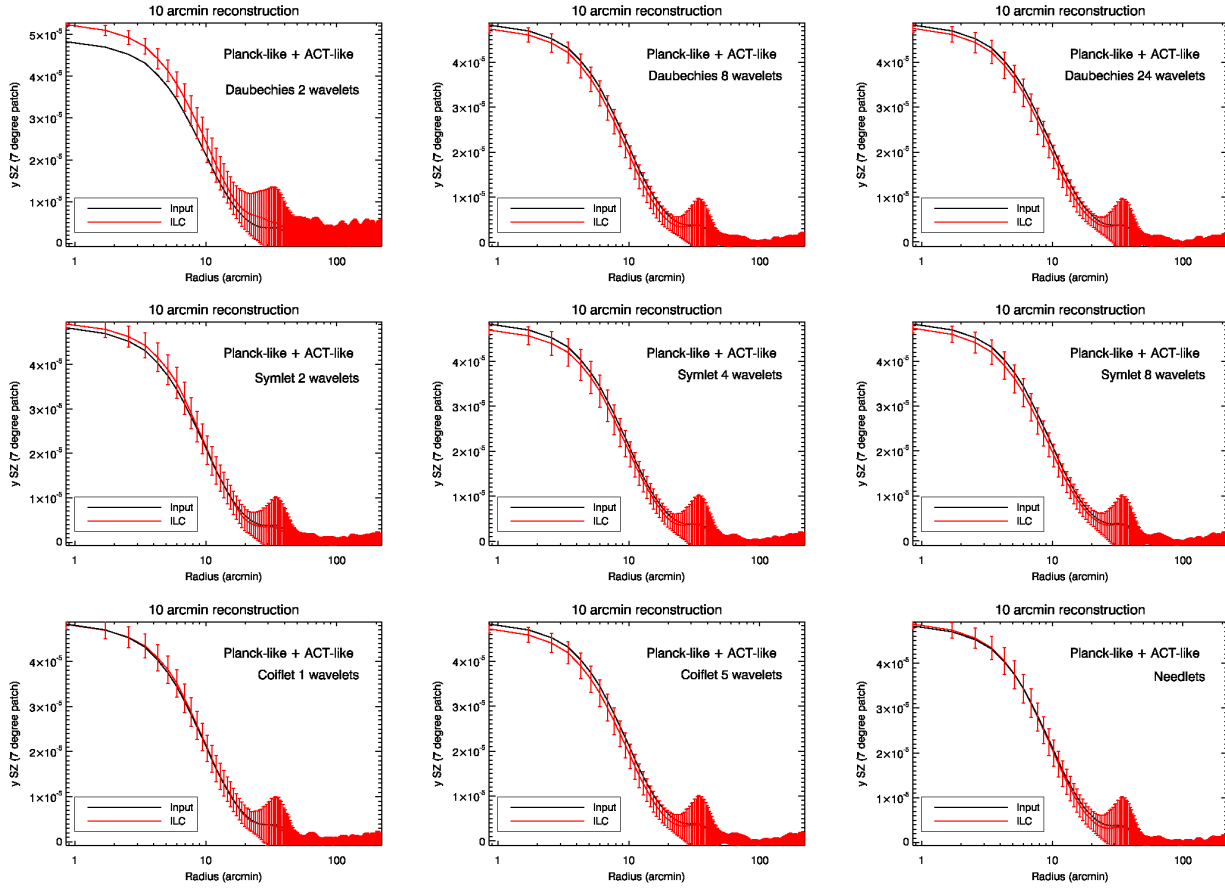 10 arcmin reconstruction
y SZ (7 degree patch)
5×10⁻⁵
4×10⁻⁵
3×10⁻⁵
2×10⁻⁵
1×10⁻⁵
0
Planck-like + ACT-like
Daubechies 2 wavelets
Input
ILC
1
10
100
Radius (arcmin)
10 arcmin reconstruction
y SZ (7 degree patch)
4×10⁻⁵
3×10⁻⁵
2×10⁻⁵
1×10⁻⁵
0
Planck-like + ACT-like
Daubechies 8 wavelets
Input
ILC
1
10
100
Radius (arcmin)
10 arcmin reconstruction
y SZ (7 degree patch)
4×10⁻⁵
3×10⁻⁵
2×10⁻⁵
1×10⁻⁵
0
Planck-like + ACT-like
Daubechies 24 wavelets
Input
ILC
1
10
100
Radius (arcmin)
10 arcmin reconstruction
y SZ (7 degree patch)
4×10⁻⁵
3×10⁻⁵
2×10⁻⁵
1×10⁻⁵
0
Planck-like + ACT-like
Symlet 2 wavelets
Input
ILC
1
10
100
Radius (arcmin)
10 arcmin reconstruction
y SZ (7 degree patch)
4×10⁻⁵
3×10⁻⁵
2×10⁻⁵
1×10⁻⁵
0
Planck-like + ACT-like
Symlet 4 wavelets
Input
ILC
1
10
100
Radius (arcmin)
10 arcmin reconstruction
y SZ (7 degree patch)
4×10⁻⁵
3×10⁻⁵
2×10⁻⁵
1×10⁻⁵
0
Planck-like + ACT-like
Symlet 8 wavelets
Input
ILC
1
10
100
Radius (arcmin)
10 arcmin reconstruction
y SZ (7 degree patch)
4×10⁻⁵
3×10⁻⁵
2×10⁻⁵
1×10⁻⁵
0
Planck-like + ACT-like
Coiflet 1 wavelets
Input
ILC
1
10
100
Radius (arcmin)
10 arcmin reconstruction
y SZ (7 degree patch)
4×10⁻⁵
3×10⁻⁵
2×10⁻⁵
1×10⁻⁵
0
Planck-like + ACT-like
Coiflet 5 wavelets
Input
ILC
1
10
100
Radius (arcmin)
10 arcmin reconstruction
y SZ (7 degree patch)
4×10⁻⁵
3×10⁻⁵
2×10⁻⁵
1×10⁻⁵
0
Planck-like + ACT-like
Needlets
Input
ILC
1
10
100
Radius (arcmin)